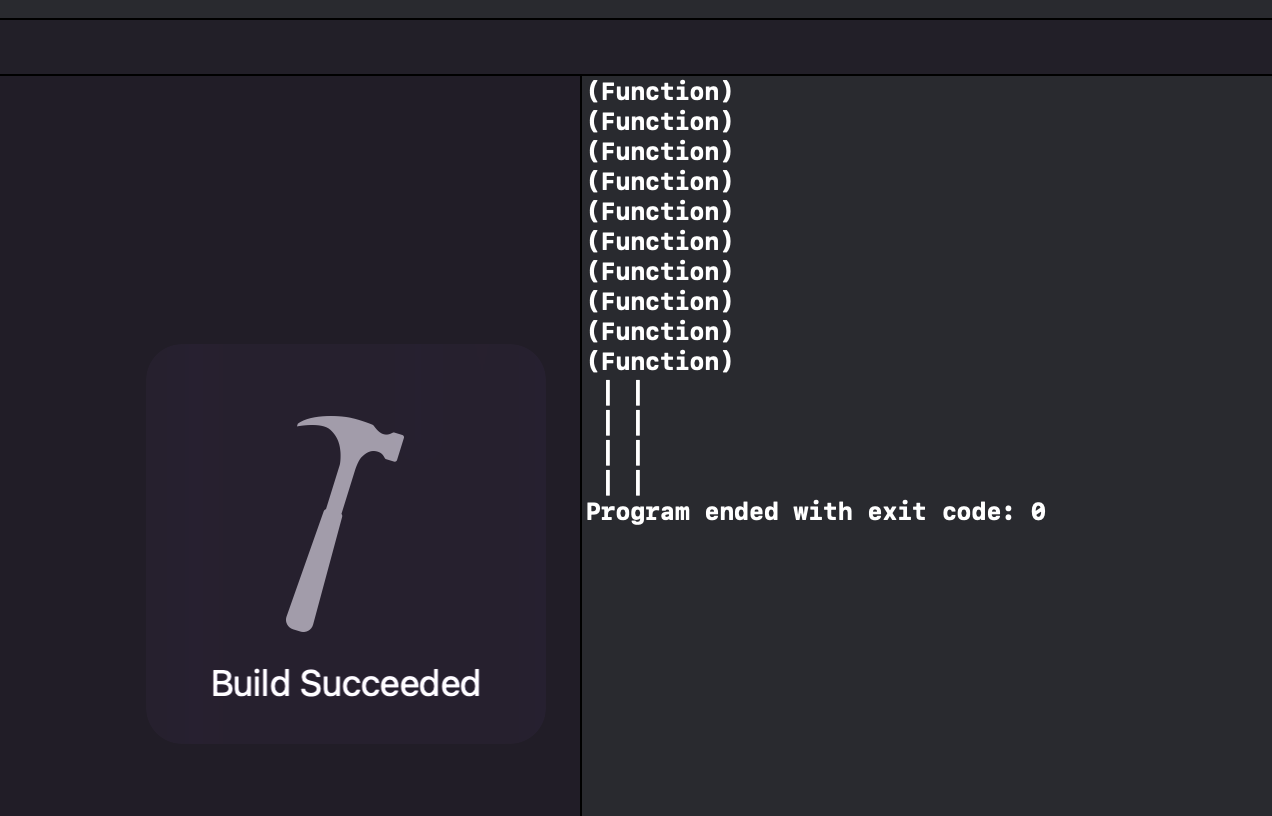 (Function)
(Function)
(Function)
(Function)
(Function)
(Function)
(Function)
(Function)
(Function)
(Function)
 | |
 | |
 | |
 | |
Program ended with exit code: 0
Build Succeeded